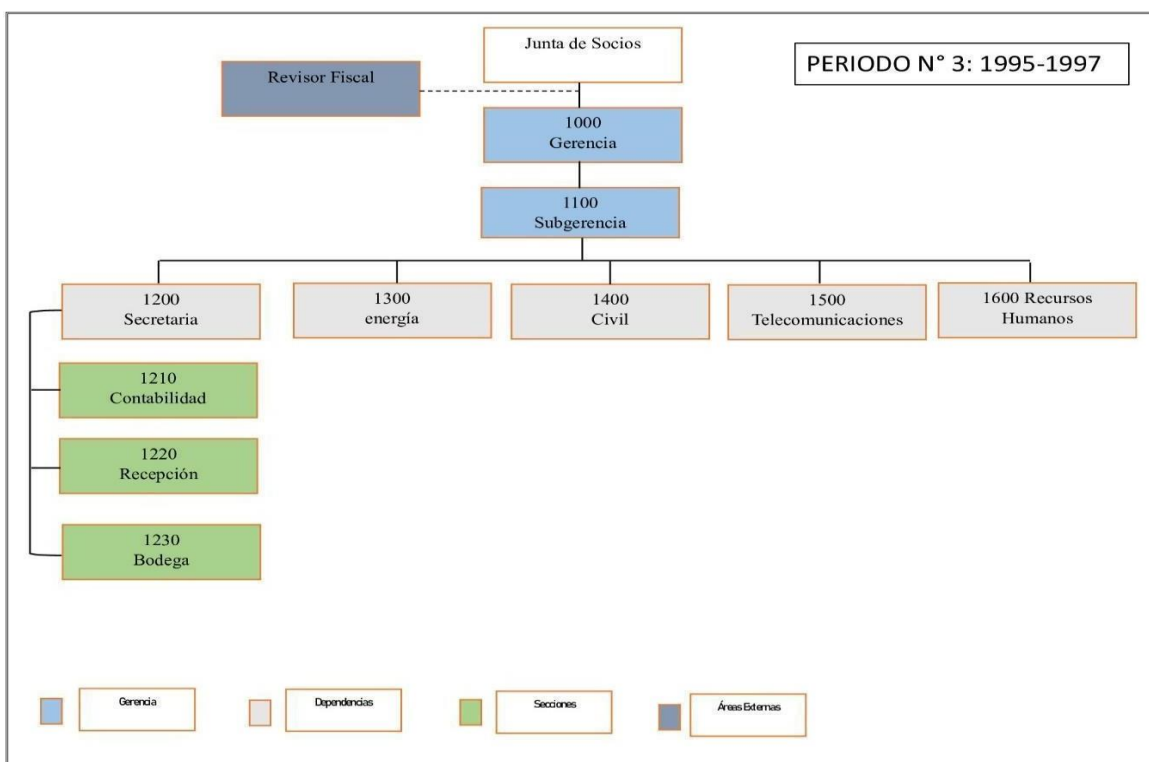 Junta de Socios
Revisor Fiscal
PERIODO N° 3: 1995-1997
1000
Gerencia
1100
Subgerencia
1200
Secretaria
1300
energía
1400
Civil
1500
Telecomunicaciones
1600 Recursos
Humanos
1210
Contabilidad
1220
Recepción
1230
Bodega
Gerencia
Dependencias
Secciones
Áreas Externas